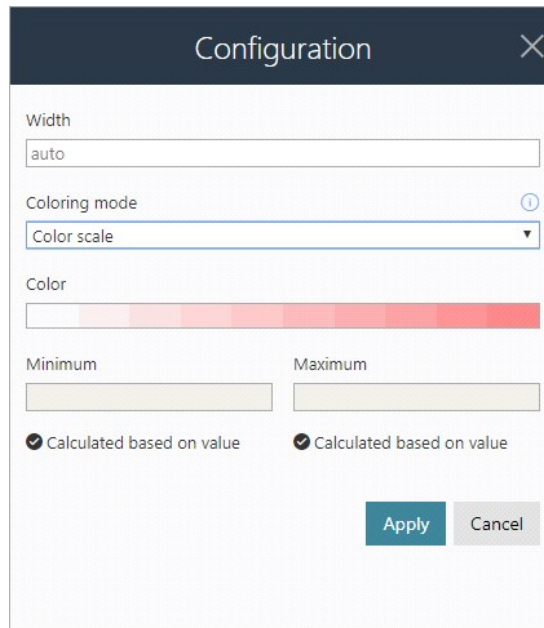 Configuration
Width
auto
Coloring mode
Color scale
Color
Minimum Maximum
Calculated based on value Calculated based on value
Apply Cancel